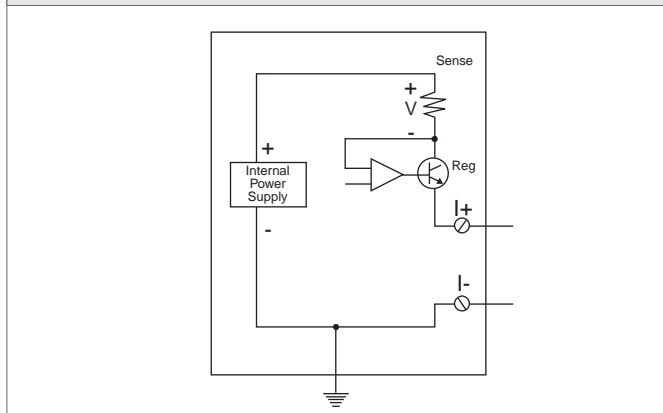 Sense
+
V
-
+
Internal
Power
Supply
-
Reg
I+
I-